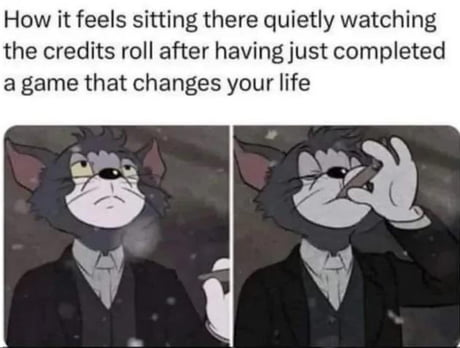 How it feels sitting there quietly watching
the credits roll after having just completed
a game that changes your life